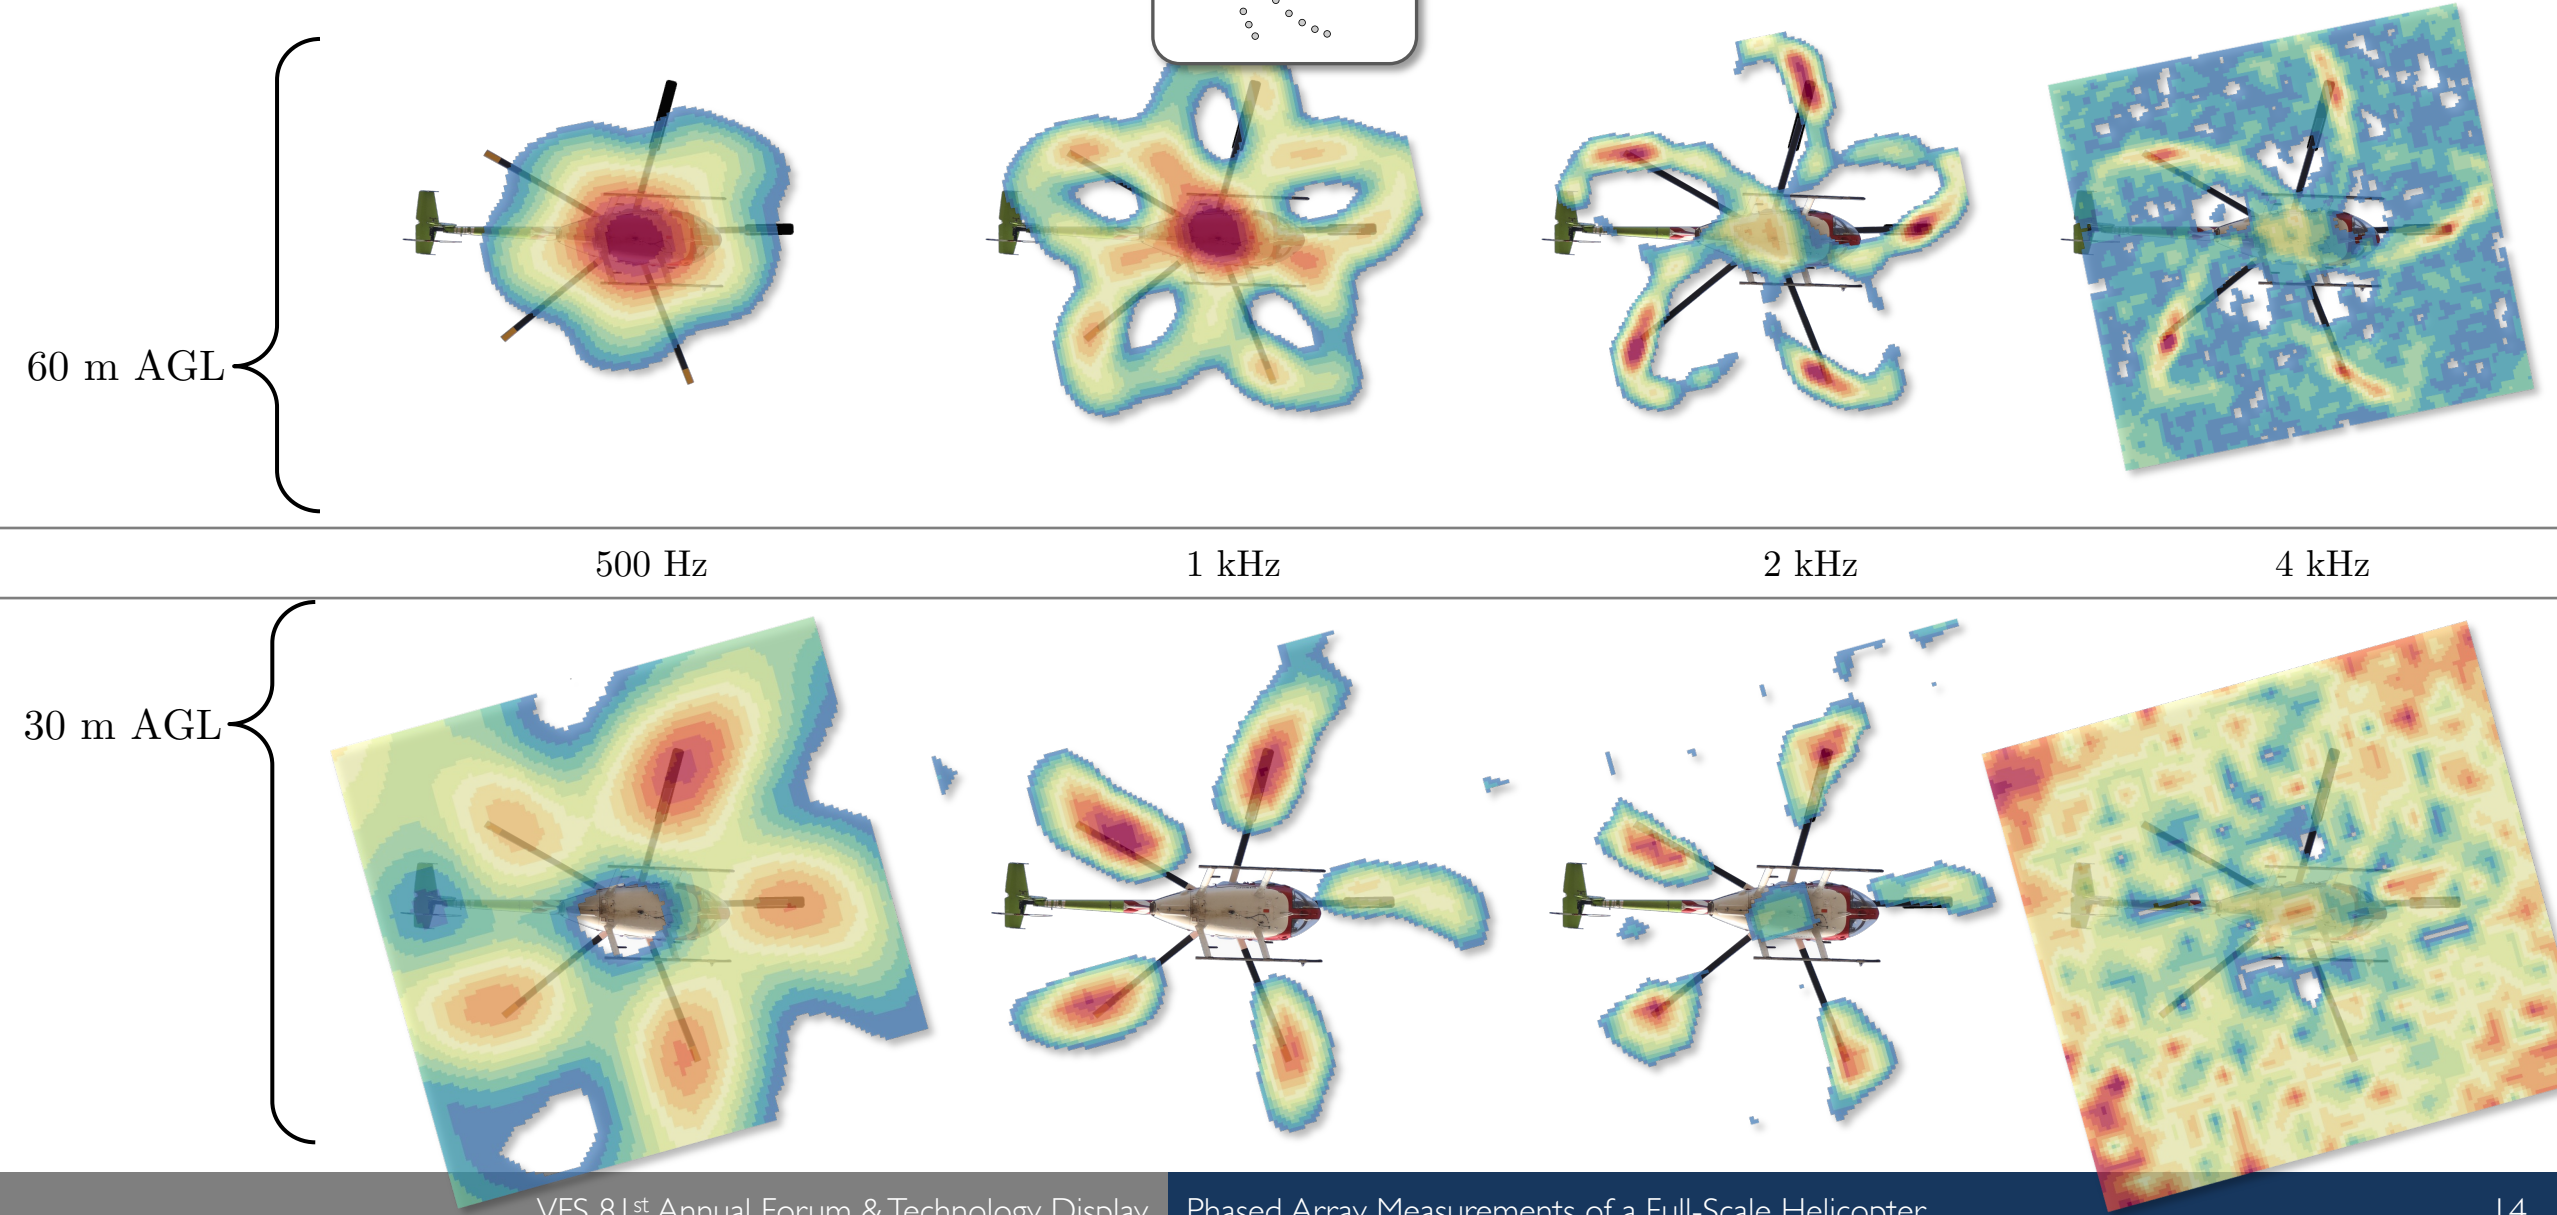 60 m AGL
500 Hz
1 kHz
2 kHz
4 kHz
30 m AGL
VFS 81st Annual Forum & Technology Display
Phased Array Measurements of a Full-Scale Helicopter
14